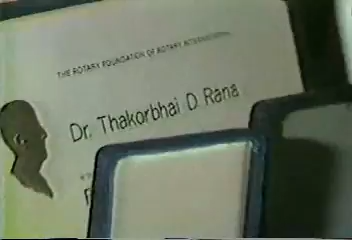 THE ROTARY FOUNDATION OF ROTARY INTERNATIONAL
Dr. Thakorbhai D. Rana